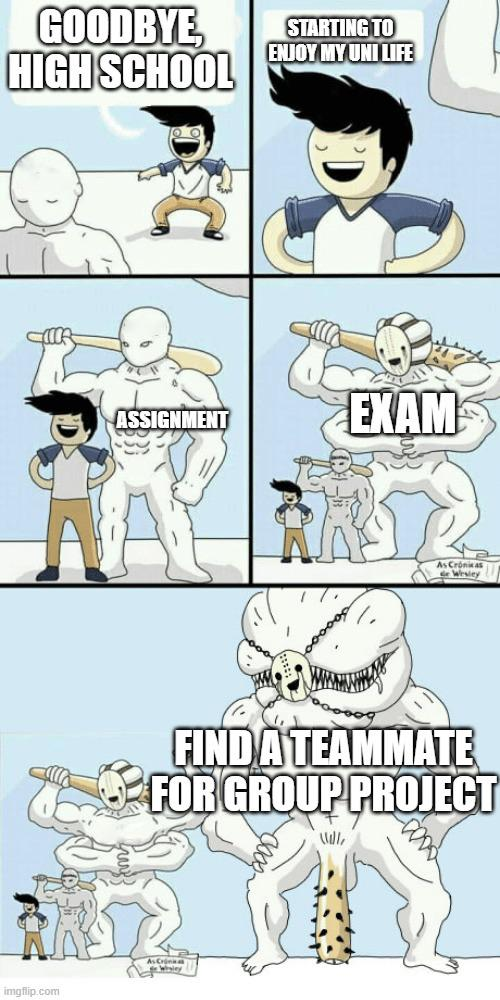 GOODBYE,
HIGH SCHOOL
STARTING TO
ENJOY MY UNI LIFE
ASSIGNMENT
EXAM
As Crônicas
de Wesley
FIND A TEAMMATE
FOR GROUP PROJECT
As Crônicas
de Wesley
imgflip.com